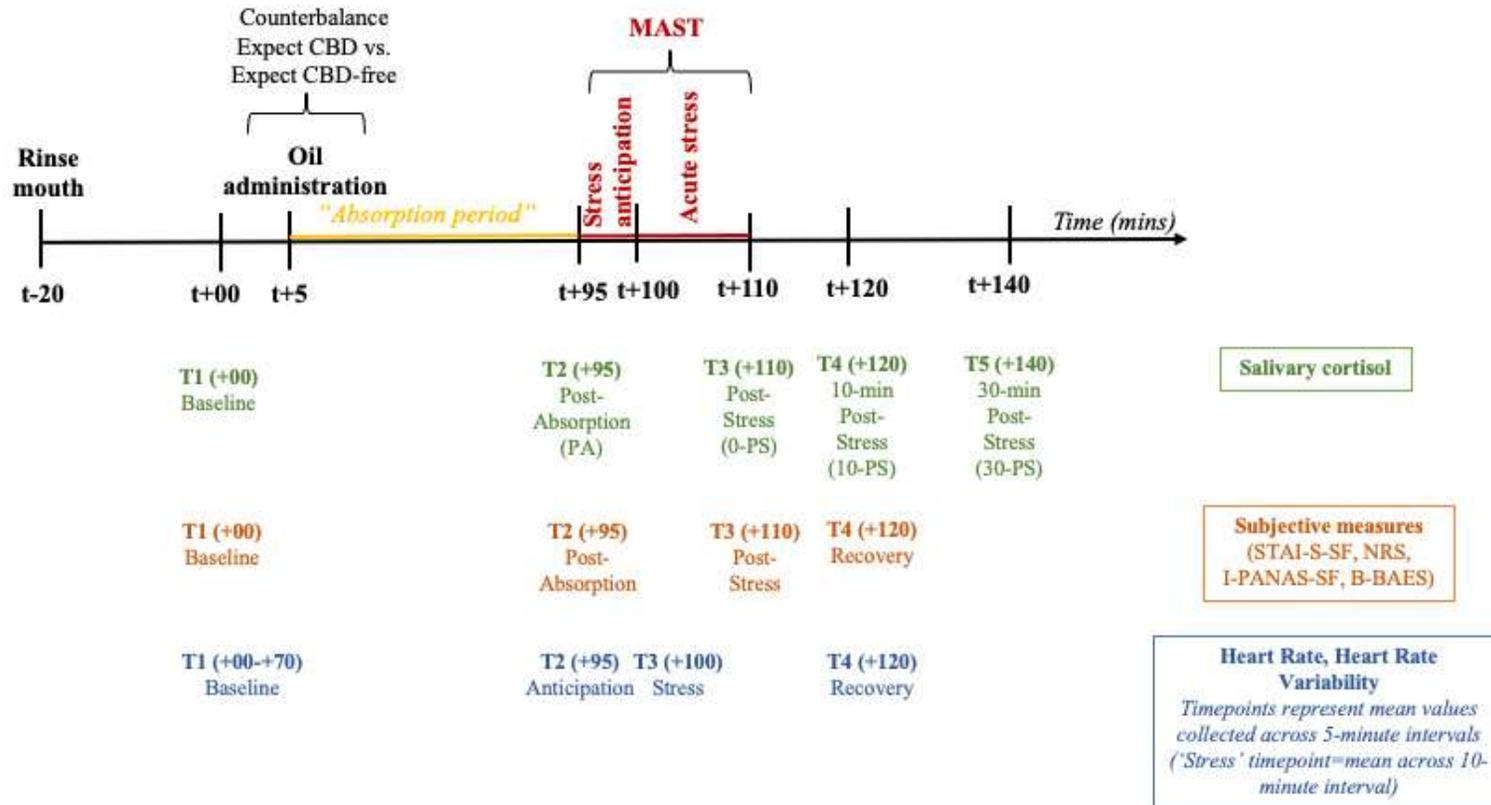 Counterbalance
Expect CBD vs.
Expect CBD-free
MAST
Rinse
mouth
Oil
administration
"Absorption period"
Stress
anticipation
Acute stress
Time (mins)
t-20
t+00
t+5
t+95
t+100
t+110
t+120
t+140
T1 (+00)
Baseline
T2 (+95)
Post-
Absorption
(PA)
T3 (+110)
Post-
Stress
(0-PS)
T4 (+120)
10-min
Post-
Stress
(10-PS)
T5 (+140)
30-min
Post-
Stress
(30-PS)
Salivary cortisol
T1 (+00)
Baseline
T2 (+95)
Post-
Absorption
T3 (+110)
Post-
Stress
T4 (+120)
Recovery
Subjective measures
(STAI-S-SF, NRS,
I-PANAS-SF, B-BAES)
T1 (+00-+70)
Baseline
T2 (+95)
Anticipation
T3 (+100)
Stress
T4 (+120)
Recovery
Heart Rate, Heart Rate
Variability
Timepoints represent mean values
collected across 5-minute intervals
('Stress' timepoint=mean across 10-
minute interval)